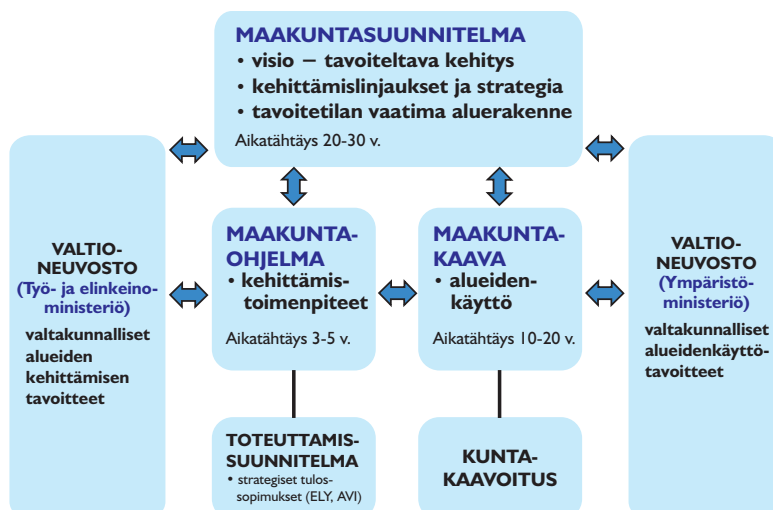 MAAKUNTASUUNNITELMA
• visio – tavoiteltava kehitys
• kehittämislinjaukset ja strategia
• tavoitetilan vaatima aluerakenne
Aikatähtäys 20-30 v.
VALTIO-
NEUVOSTO
(Työ- ja elinkeino-
ministeriö)
valtakunnalliset
alueiden
kehittämisen
tavoitteet
MAAKUNTA-
OHJELMA
• kehittämis-
toimenpiteet
Aikatähtäys 3-5 v.
MAAKUNTA-
KAAVA
• alueiden-
käyttö
Aikatähtäys 10-20 v.
VALTIO-
NEUVOSTO
(Ympäristö-
ministeriö)
valtakunnalliset
alueidenkäyttö-
tavoitteet
TOTEUTTAMIS-
SUUNNITELMA
• strategiset tulos-
sopimukset (ELY, AVI)
KUNTA-
KAAVOITUS